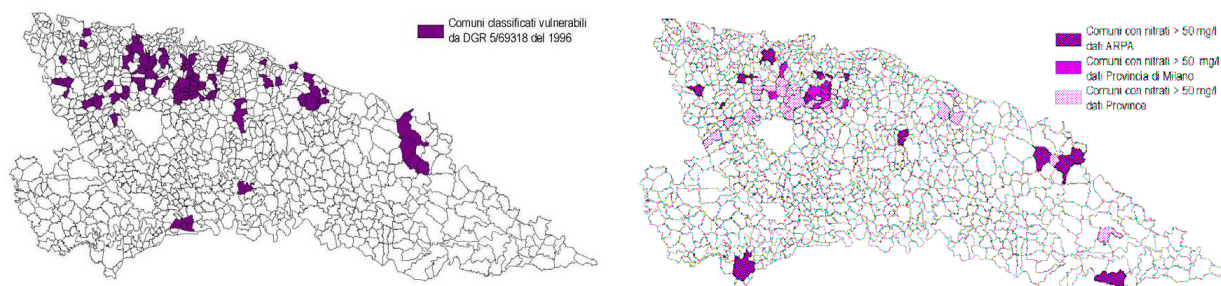 Comuni classificati vulnerabili
da DGR 5/69318 del 1996
Comuni con nitrati > 50 mg/l
dati ARPA
Comuni con nitrati > 50 mg/l
dati Provincia di Milano
Comuni con nitrati > 50 mg/l
dati Province